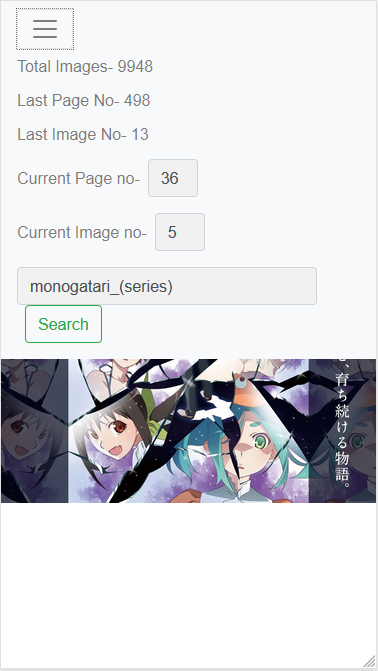 Total Images- 9948
Last Page No- 498
Last Image No- 13
Current Page no- 36
Current Image no- 5
monogatari_(series)
Search
育ち続ける物語。